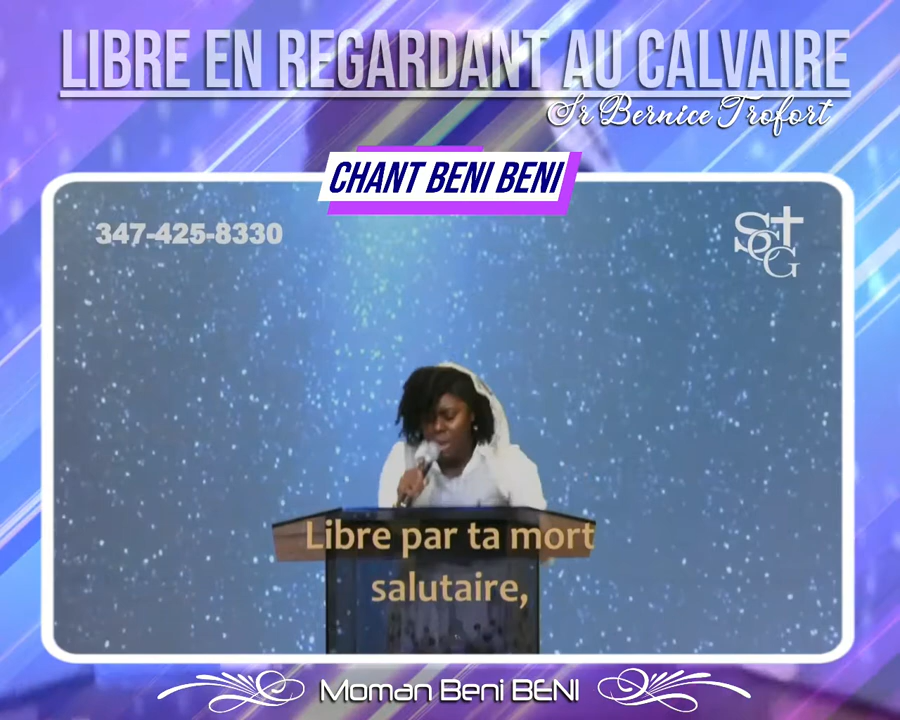 LIBRE EN REGARDANT AU CALVAIRE
Sr Bernice Trofort
CHANT BENI BENI
347-425-8330
SCG
Libre par ta mort
salutaire,
Moman Beni BENI